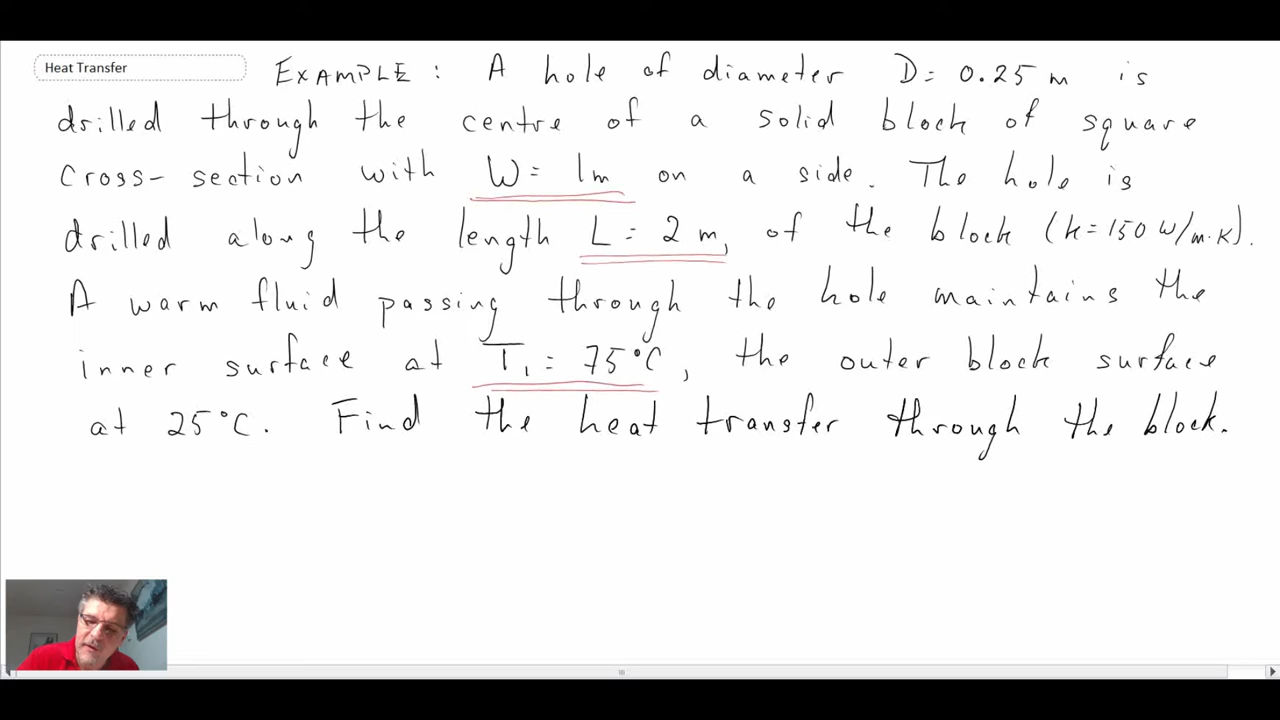 Heat Transfer
EXAMPLE: A hole of diameter D = 0.25 m is
drilled through the centre of a solid block of square
cross-section with W = 1m on a side. The hole is
drilled along the length L = 2 m, of the block (k = 150 W/m·K).
A warm fluid passing through the hole maintains the
inner surface at T₁ = 75°C, the outer block surface
at 25°C. Find the heat transfer through the block.